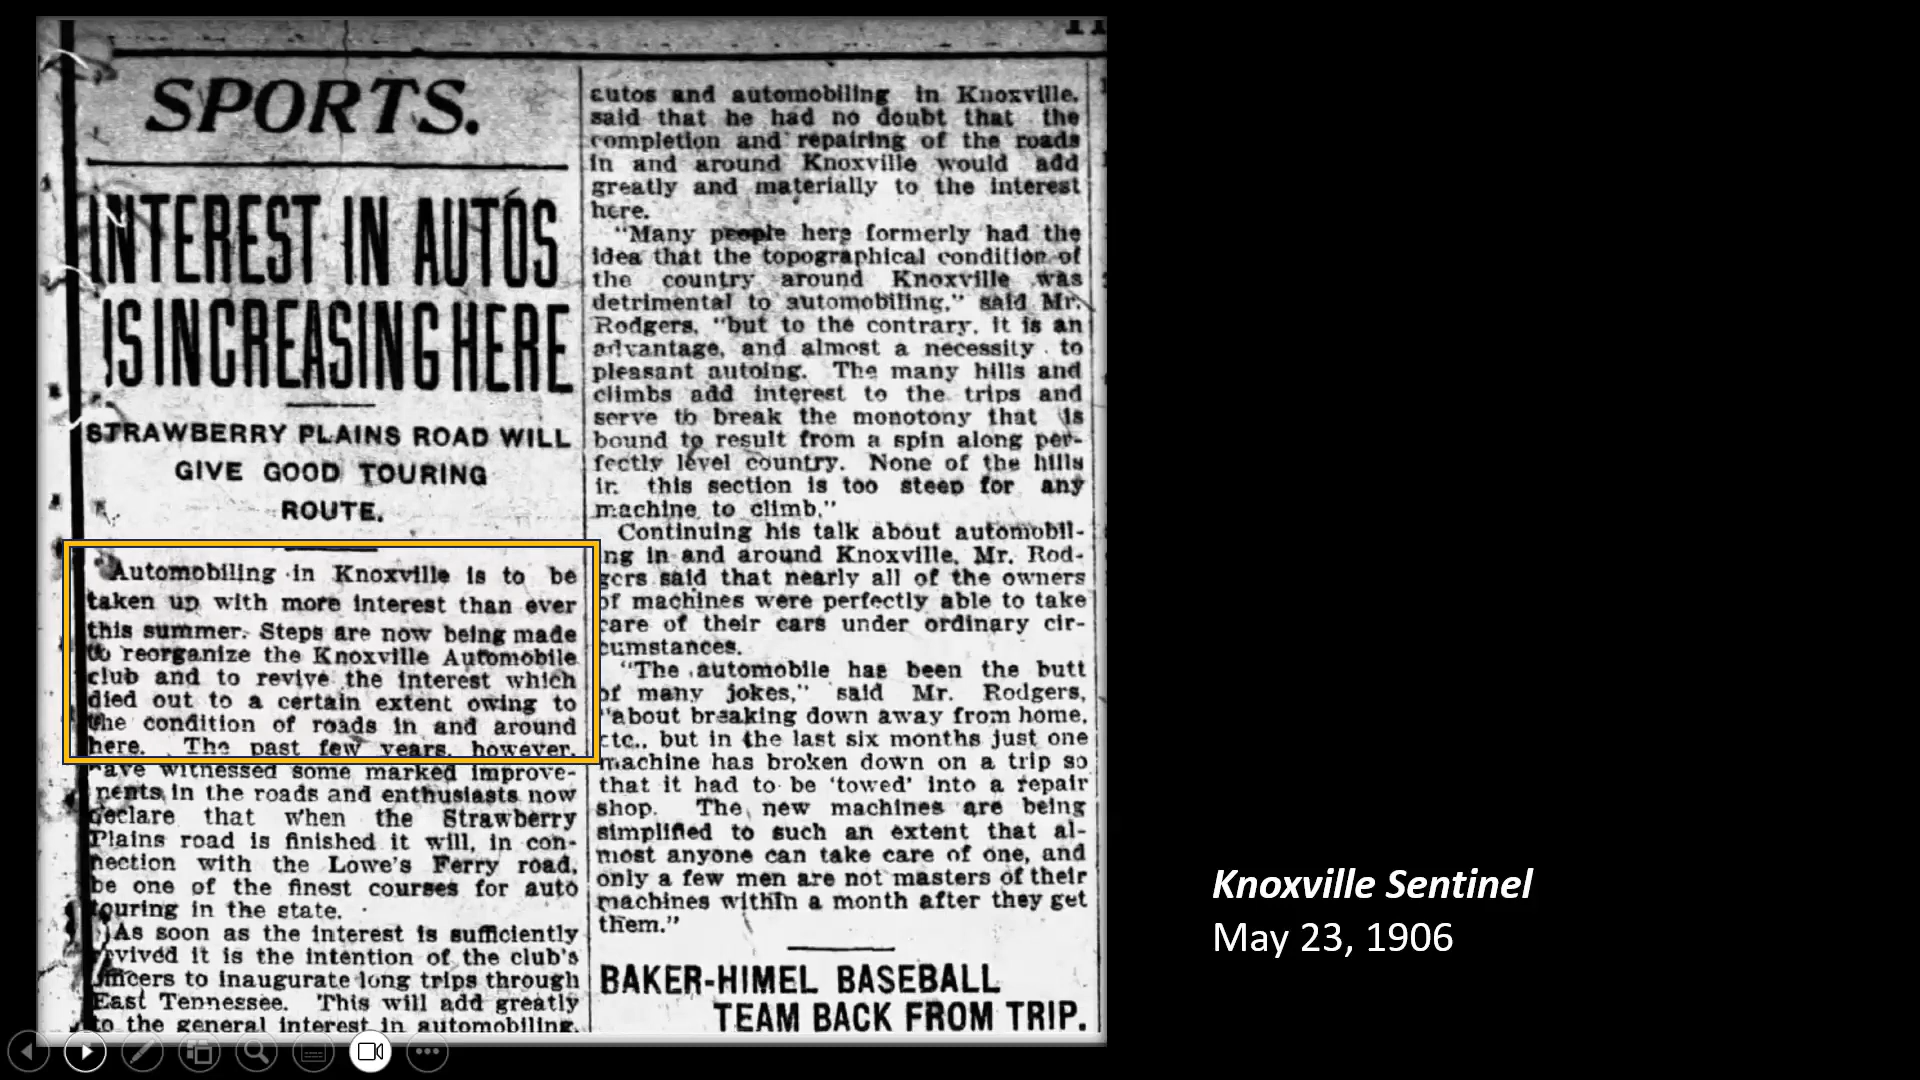 SPORTS.
INTEREST IN AUTOS
IS INCREASING HERE
STRAWBERRY PLAINS ROAD WILL
GIVE GOOD TOURING
ROUTE.
Automobiling in Knoxville is to be
taken up with more interest than ever
this summer. Steps are now being made
to reorganize the Knoxville Automobile
club and to revive the interest which
died out to a certain extent owing to
the condition of roads in and around
here. The past few years, however,
have witnessed some marked improve-
ments in the roads and enthusiasts now
declare that when the Strawberry
Plains road is finished it will, in con-
nection with the Lowe's Ferry road,
be one of the finest courses for auto
touring in the state.
As soon as the interest is sufficiently
revived it is the intention of the club's
officers to inaugurate long trips through
East Tennessee. This will add greatly
to the general interest in automobiling.
autos and automobiling in Knoxville,
said that he had no doubt that the
completion and repairing of the roads
in and around Knoxville would add
greatly and materially to the interest
here.
"Many people here formerly had the
idea that the topographical condition of
the country around Knoxville was
detrimental to automobiling," said Mr.
Rodgers, "but to the contrary, it is an
advantage, and almost a necessity to
pleasant autoing. The many hills and
climbs add interest to the trips and
serve to break the monotony that is
bound to result from a spin along per-
fectly level country. None of the hills
in this section is too steep for any
machine to climb."
Continuing his talk about automobil-
ing in and around Knoxville, Mr. Rod-
gers said that nearly all of the owners
of machines were perfectly able to take
care of their cars under ordinary cir-
cumstances.
"The automobile has been the butt
of many jokes," said Mr. Rodgers,
"about breaking down away from home,
etc., but in the last six months just one
machine has broken down on a trip so
that it had to be 'towed' into a repair
shop. The new machines are being
simplified to such an extent that al-
most anyone can take care of one, and
only a few men are not masters of their
machines within a month after they get
them."
BAKER-HIMEL BASEBALL
TEAM BACK FROM TRIP.
Knoxville Sentinel
May 23, 1906